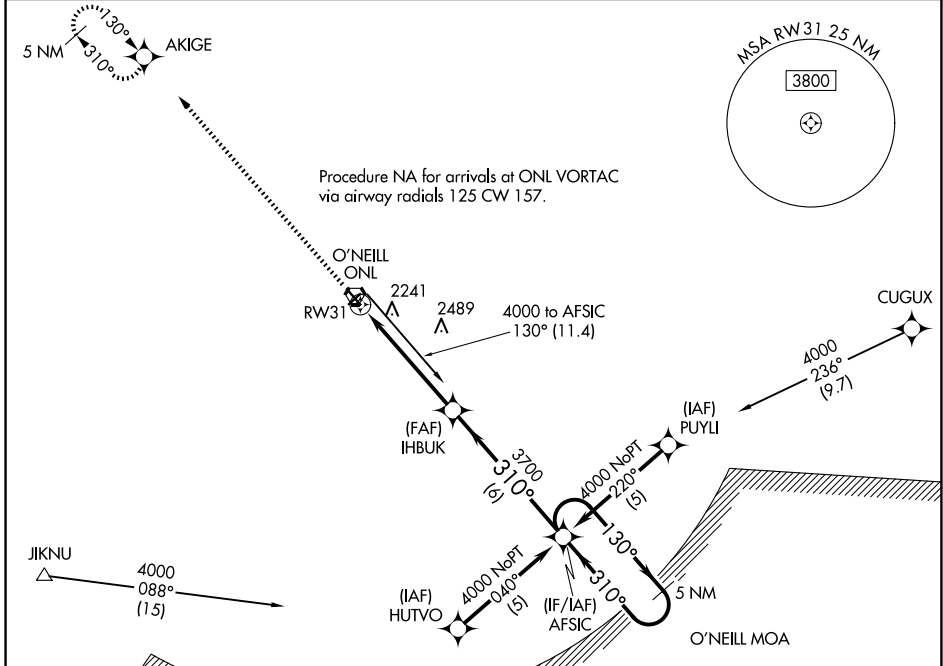 130°
310°
5 NM
AKIGE
MSA RW31 25 NM
3800
Procedure NA for arrivals at ONL VORTAC
via airway radials 125 CW 157.
O'NEILL
ONL
RW31
2241
2489
4000 to AFSIC
130° (11.4)
CUGUX
4000
236°
(9.7)
(FAF)
IHBUK
(IAF)
PUYLI
3700
310°
(6)
4000 NoPT
220°
(5)
130°
310°
5 NM
JIKNU
4000
088°
(15)
(IAF)
HUTVO
4000 NoPT
040°
(5)
(IF/IAF)
AFSIC
O'NEILL MOA